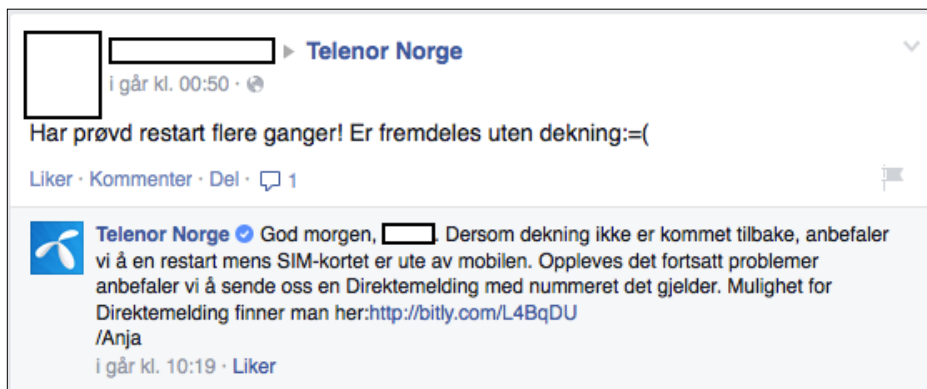 Telenor Norge
i går kl. 00:50 ·
Har prøvd restart flere ganger! Er fremdeles uten dekning:=(
Liker · Kommenter · Del · 1
Telenor Norge God morgen, . Dersom dekning ikke er kommet tilbake, anbefaler
vi å en restart mens SIM-kortet er ute av mobilen. Oppleves det fortsatt problemer
anbefaler vi å sende oss en Direktemelding med nummeret det gjelder. Mulighet for
Direktemelding finner man her:http://bitly.com/L4BqDU
/Anja
i går kl. 10:19 · Liker